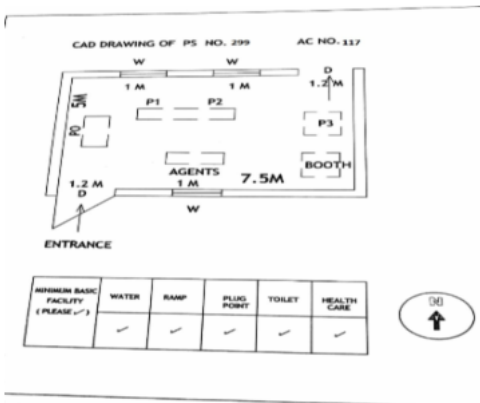 CAD DRAWING OF PS NO. 299 AC NO. 117
W W D
1 M 1 M 1.2 M
5M
P1 P2
P3
PO
AGENTS BOOTH
1.2 M 1 M 7.5M
D
W
ENTRANCE
MINIMUM BASIC FACILITY (PLEASE ✓) WATER RAMP PLUG POINT TOILET HEALTH CARE
✓ ✓ ✓ ✓ ✓
N